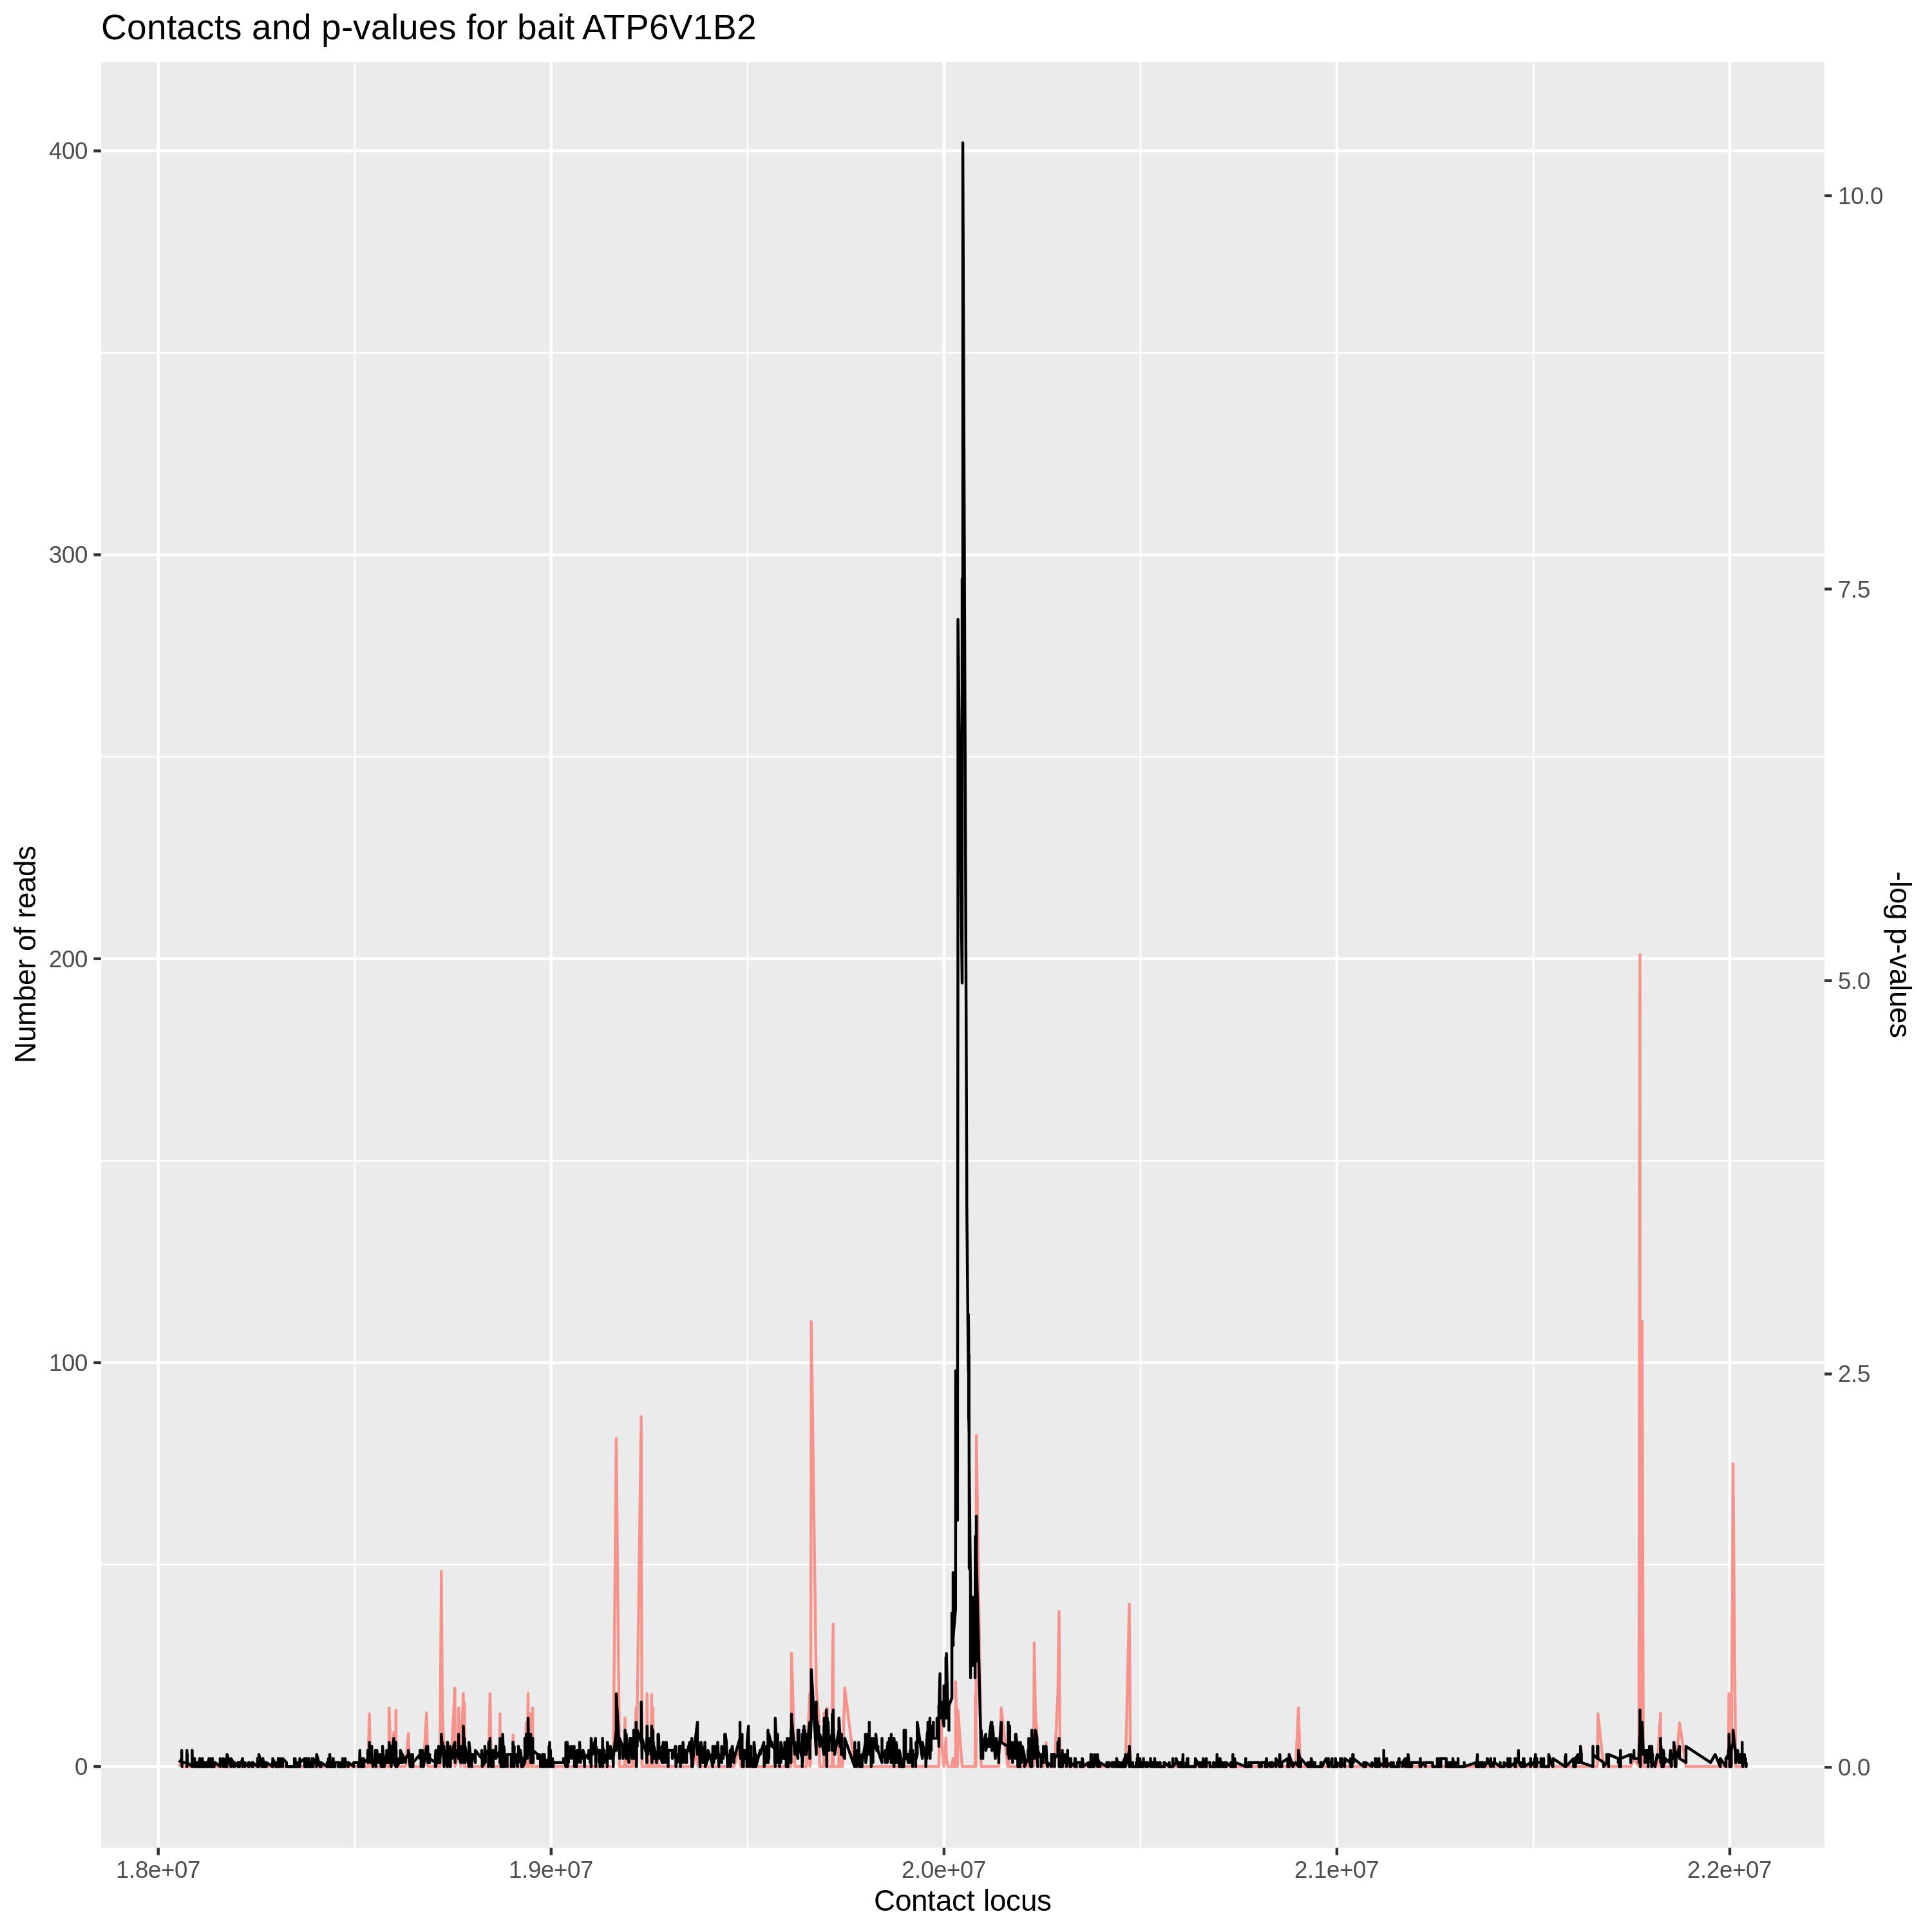 Contacts and p-values for bait ATP6V1B2
400
300
200
100
0
10.0
7.5
5.0
2.5
0.0
Number of reads
-log p-values
1.8e+07
1.9e+07
2.0e+07
2.1e+07
2.2e+07
Contact locus